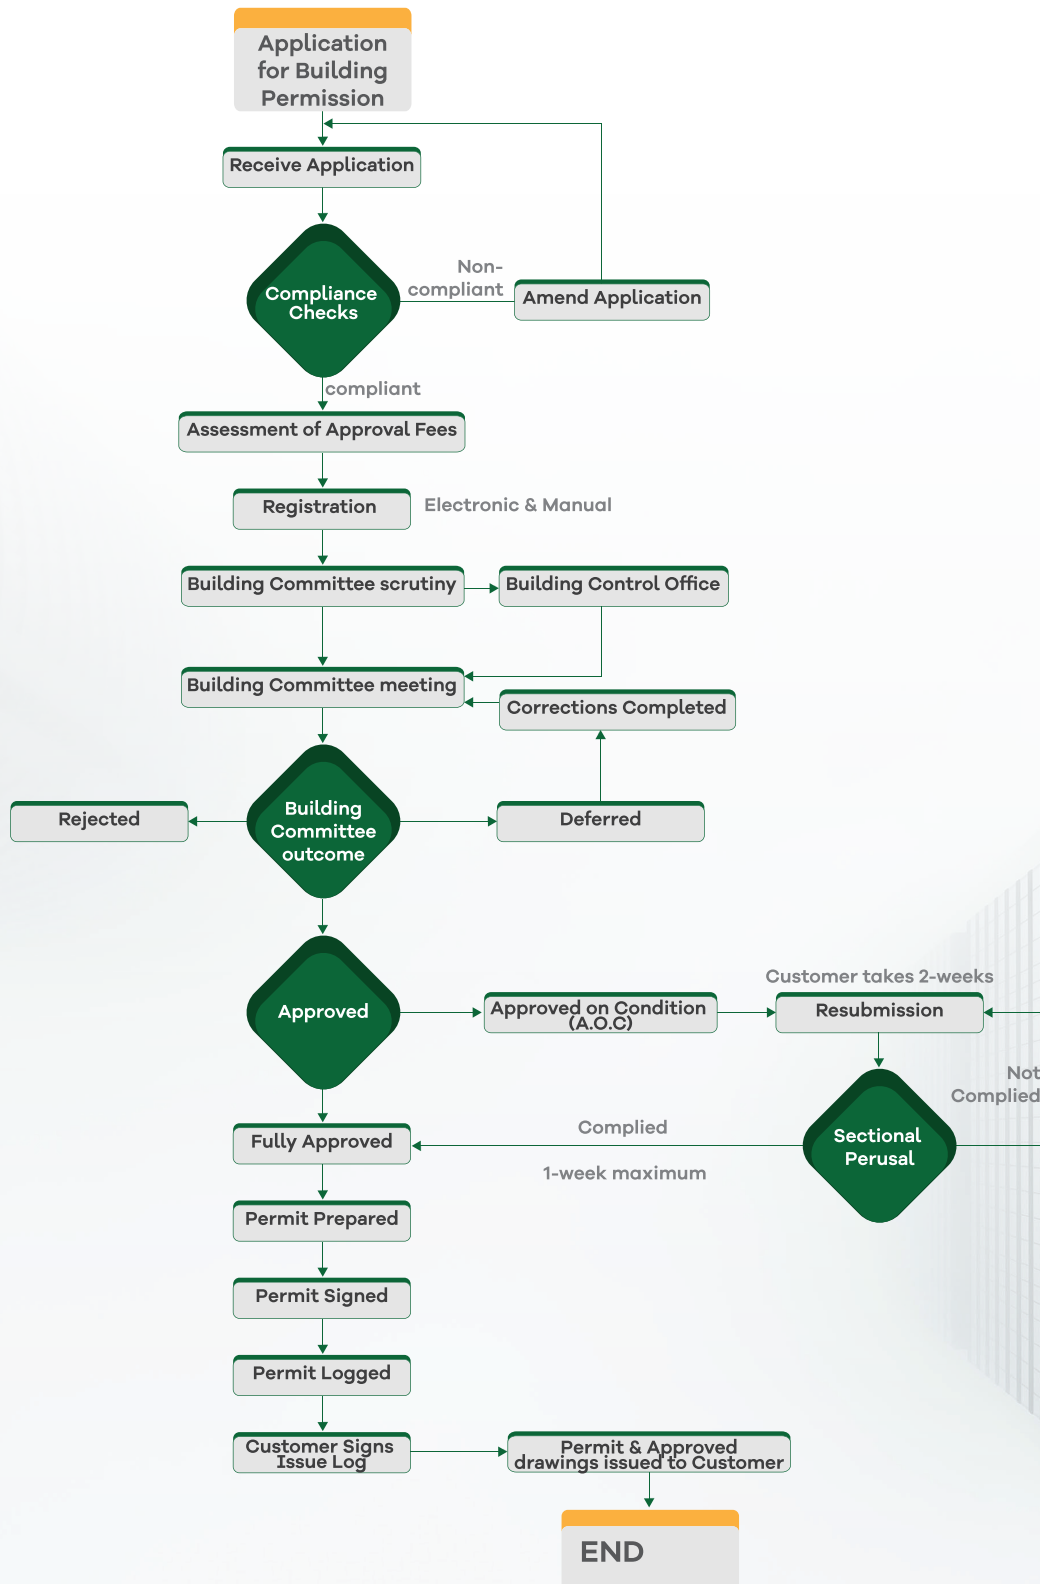 Application
for Building
Permission
Receive Application
Non-
compliant
Amend Application
Compliance
Checks
compliant
Assessment of Approval Fees
Registration
Electronic & Manual
Building Committee scrutiny
Building Control Office
Building Committee meeting
Corrections Completed
Rejected
Building
Committee
outcome
Deferred
Customer takes 2-weeks
Approved
Approved on Condition
(A.O.C)
Resubmission
Not
Complied
Fully Approved
Complied
1-week maximum
Sectional
Perusal
Permit Prepared
Permit Signed
Permit Logged
Customer Signs
Issue Log
Permit & Approved
drawings issued to Customer
END